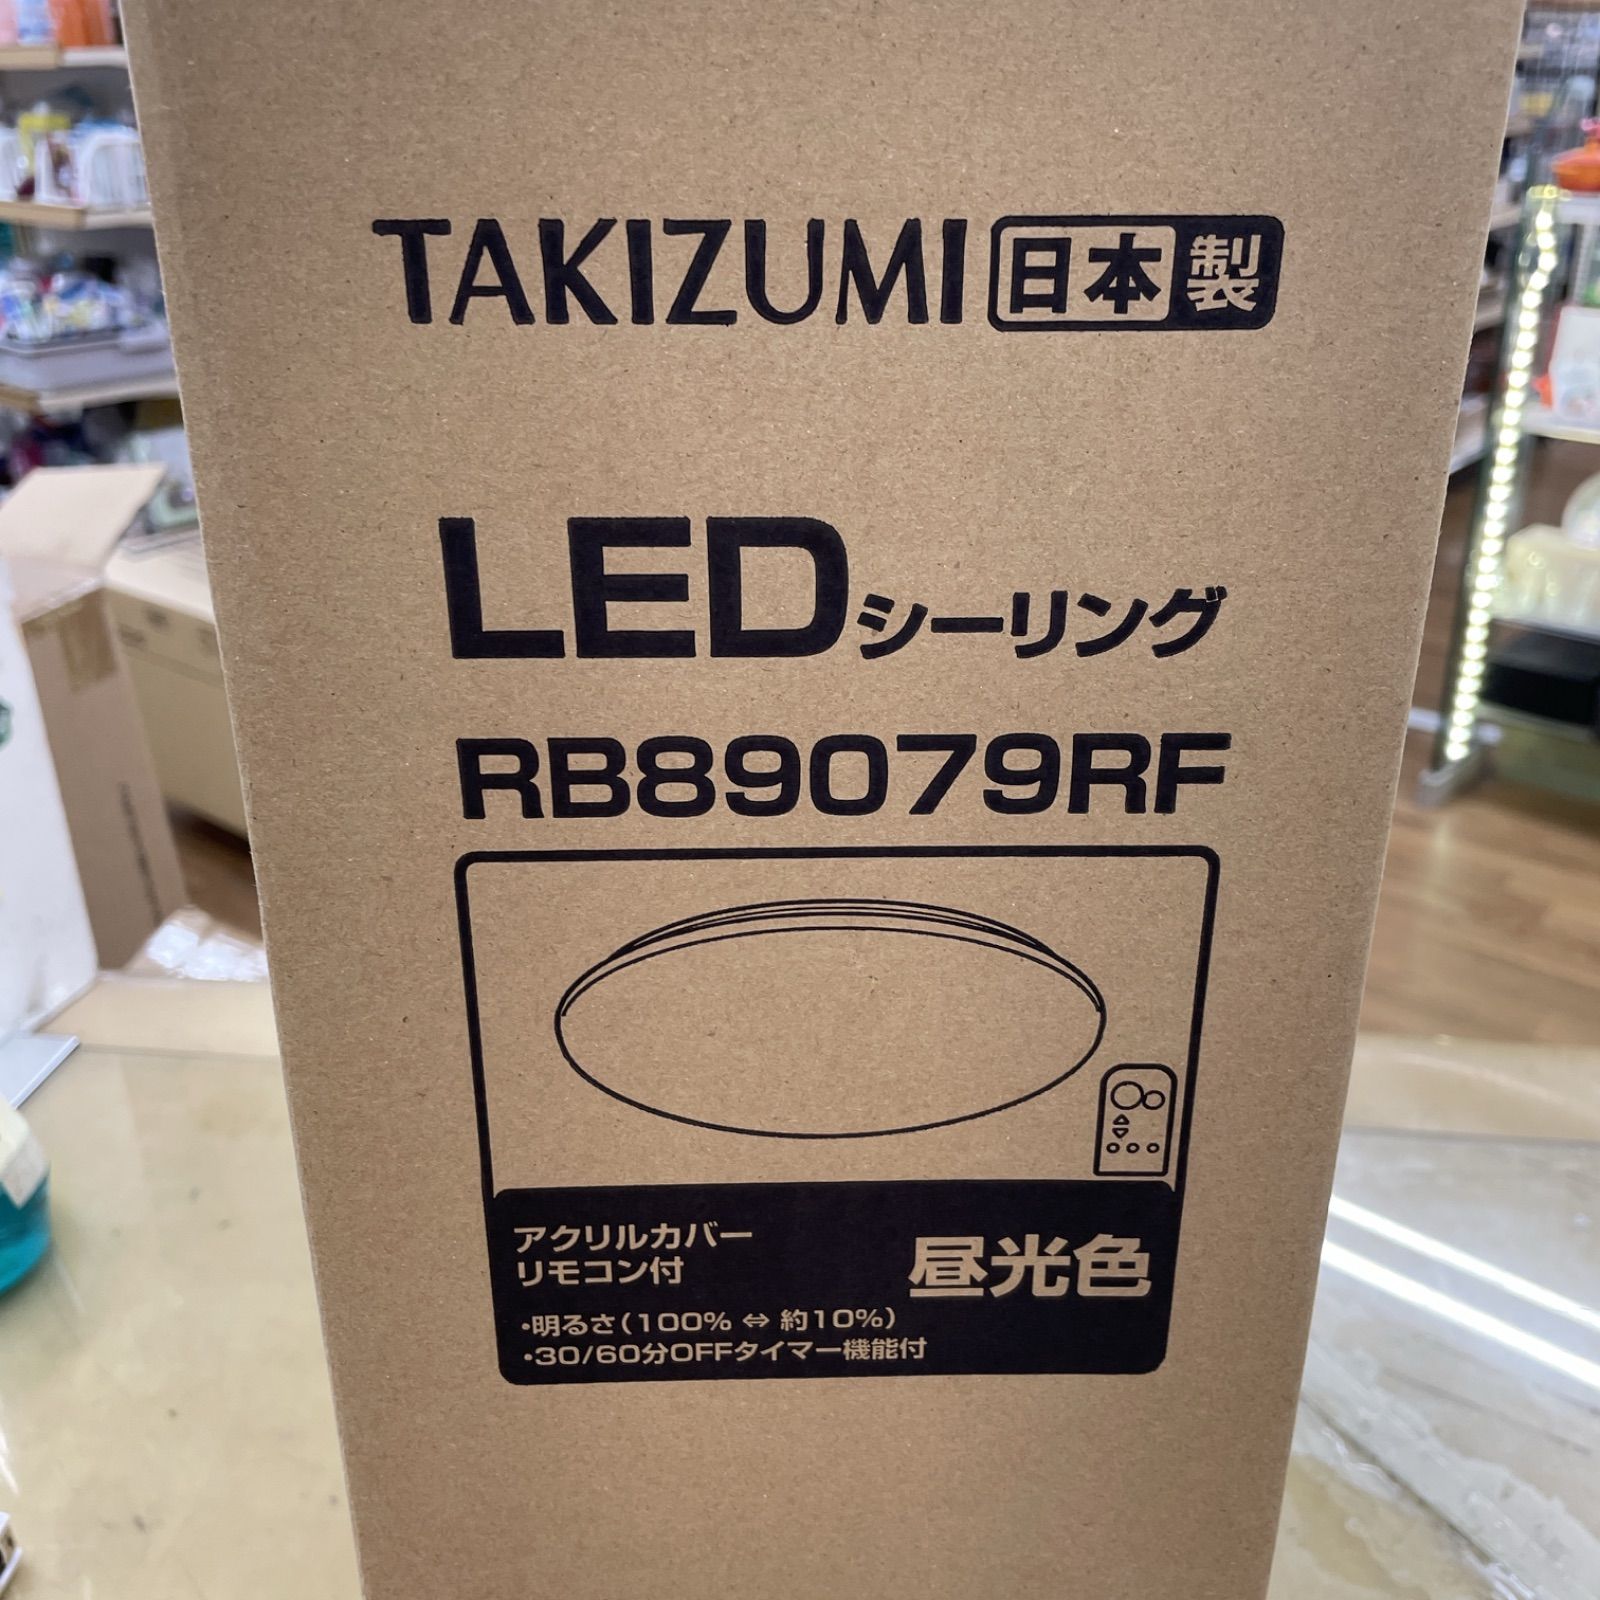 TAKIZUMI 日本製
LEDシーリング
RB89079RF
アクリルカバー
リモコン付
昼光色
・明るさ(100% ⇔ 約10%)
・30/60分OFFタイマー機能付